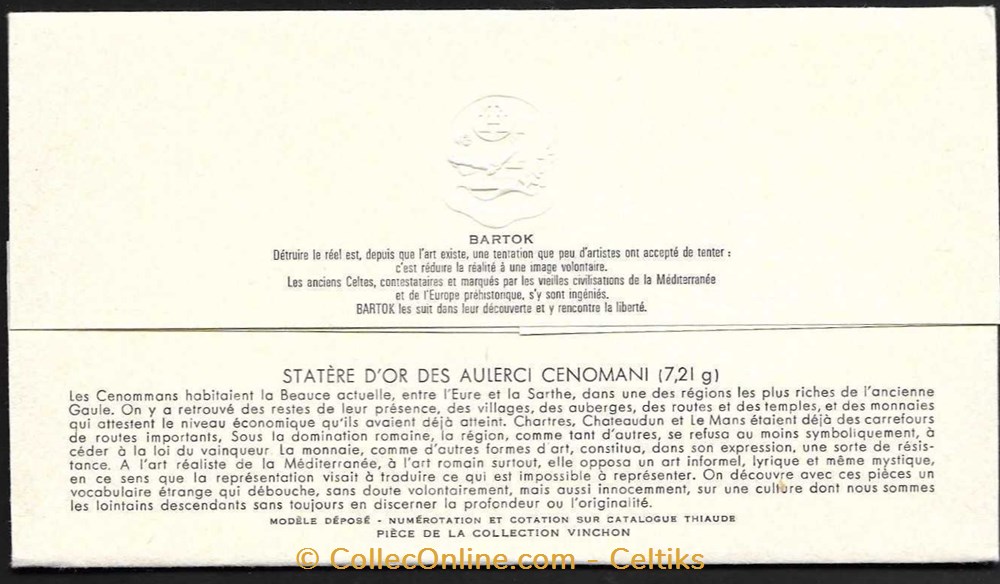 BARTOK
Détruire le réel est, depuis que l'art existe, une tentation que peu d'artistes ont accepté de tenter :
c'est réduire la réalité à une image volontaire.
Les anciens Celtes, contestataires et marqués par les vieilles civilisations de la Méditerranée
et de l'Europe préhistorique, s'y sont ingéniés.
BARTOK les suit dans leur découverte et y rencontre la liberté.
STATÈRE D'OR DES AULERCI CENOMANI (7,21 g)
Les Cenommans habitaient la Beauce actuelle, entre l'Eure et la Sarthe, dans une des régions les plus riches de l'ancienne
Gaule. On y a retrouvé des restes de leur présence, des villages, des auberges, des routes et des temples, et des monnaies
qui attestent le niveau économique qu'ils avaient déjà atteint. Chartres, Chateaudun et Le Mans étaient déjà des carrefours
de routes importants, Sous la domination romaine, la région, comme tant d'autres, se refusa au moins symboliquement, à
céder à la loi du vainqueur La monnaie, comme d'autres formes d'art, constitua, dans son expression, une sorte de résis-
tance. A l'art réaliste de la Méditerranée, à l'art romain surtout, elle opposa un art informel, lyrique et même mystique,
en ce sens que la représentation visait à traduire ce qui est impossible à représenter. On découvre avec ces pièces un
vocabulaire étrange qui débouche, sans doute volontairement, mais aussi innocemment, sur une culture dont nous sommes
les lointains descendants sans toujours en discerner la profondeur ou l'originalité.
MODÈLE DÉPOSÉ - NUMÉROTATION ET COTATION SUR CATALOGUE THIAUDE
PIÈCE DE LA COLLECTION VINCHON
© CollecOnline.com - Celtiks